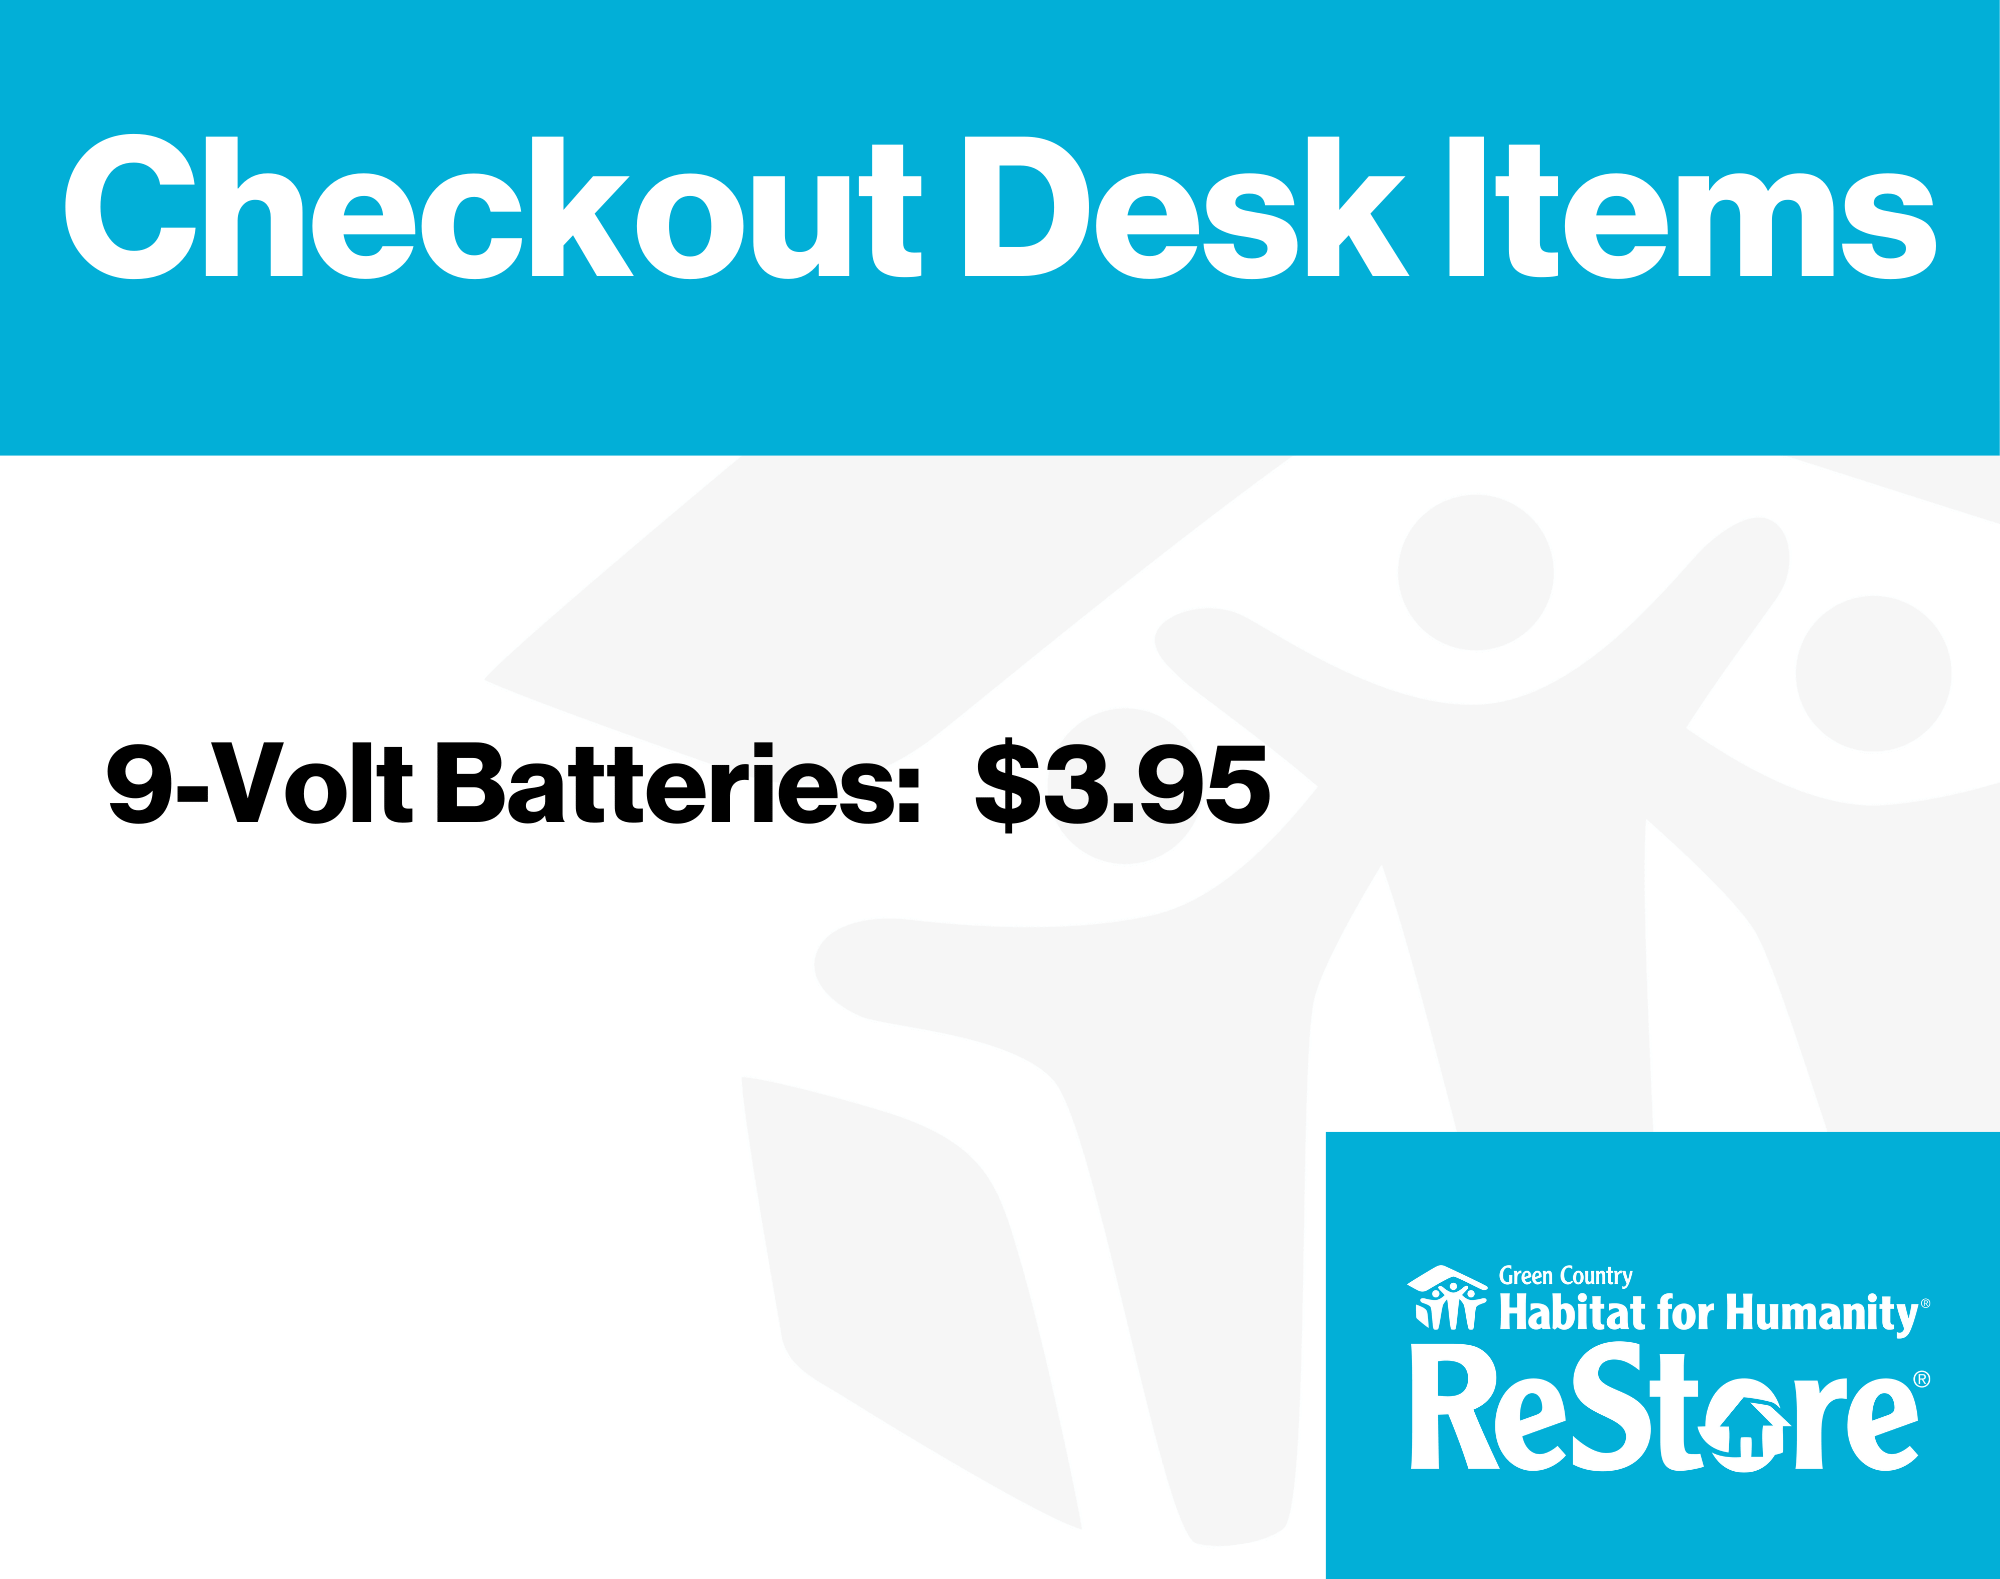 Checkout Desk Items
9-Volt Batteries: $3.95
Green Country
Habitat for Humanity®
ReStore®